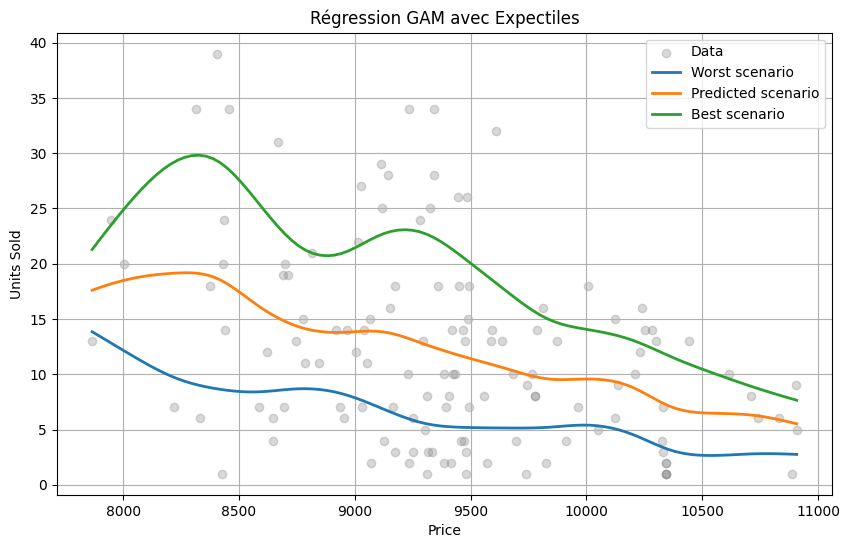 Régression GAM avec Expectiles
Data
Worst scenario
Predicted scenario
Best scenario
Units Sold
40
35
30
25
20
15
10
5
0
8000 8500 9000 9500 10000 10500 11000
Price